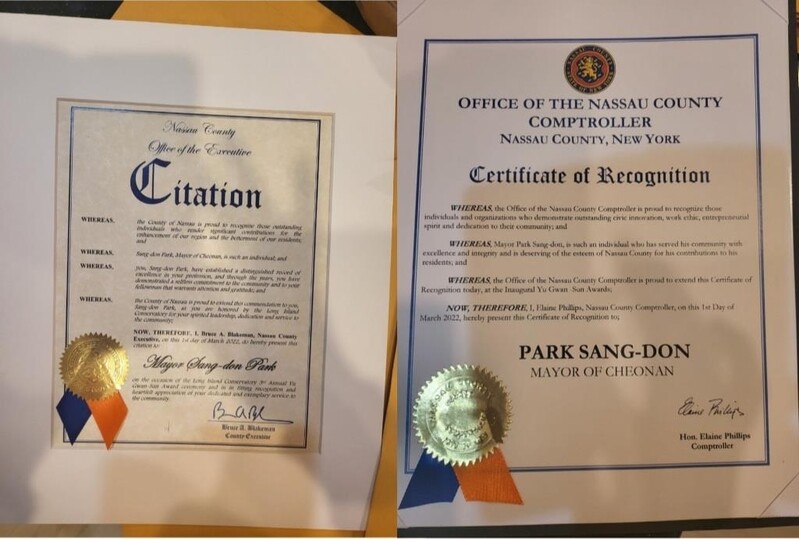 Nassau County
Office of the Executive
Citation
WHEREAS, the County of Nassau is proud to recognize those outstanding
individuals who render significant contributions for the
enhancement of our region and the betterment of our residents;
and
WHEREAS, Sang-don Park, Mayor of Cheonan, is such an individual; and
WHEREAS, you, Sang-don Park, have established a distinguished record of
excellence in your profession, and through the years, you have
demonstrated a selfless commitment to the community and to your
fellowman that warrants attention and gratitude; and
WHEREAS, the County of Nassau is proud to extend this commendation to you,
Sang-don Park, as you are honored by the Long Island
Conservatory for your spirited leadership, dedication and service to
the community;
NOW, THEREFORE, I, Bruce A. Blakeman, Nassau County
Executive, on this 1st day of March 2022, do hereby present this
citation to:
Mayor Sang-don Park
on the occasion of the Long Island Conservatory 3rd Annual Yu
Gwan-Sun Award ceremony and in recognition and
heartfelt appreciation of your dedicated and exemplary service to
the community.
Bruce A. Blakeman
County Executive
OFFICE OF THE NASSAU COUNTY
COMPTROLLER
NASSAU COUNTY, NEW YORK
Certificate of Recognition
WHEREAS, the Office of the Nassau County Comptroller is proud to recognize those
individuals and organizations who demonstrate outstanding civic innovation, work ethic, entrepreneurial
spirit and dedication to their community; and
WHEREAS, Mayor Park Sang-don, is such an individual who has served his community with
excellence and integrity and is deserving of the esteem of Nassau County for his contributions to his
residents; and
WHEREAS, the Office of the Nassau County Comptroller is proud to extend this Certificate of
Recognition today, at the Inaugural Yu Gwan -Sun Awards;
NOW, THEREFORE, I, Elaine Phillips, Nassau County Comptroller, on this 1st Day of
March 2022, hereby present this Certificate of Recognition to;
PARK SANG-DON
MAYOR OF CHEONAN
Elaine Phillips
Hon. Elaine Phillips
Comptroller